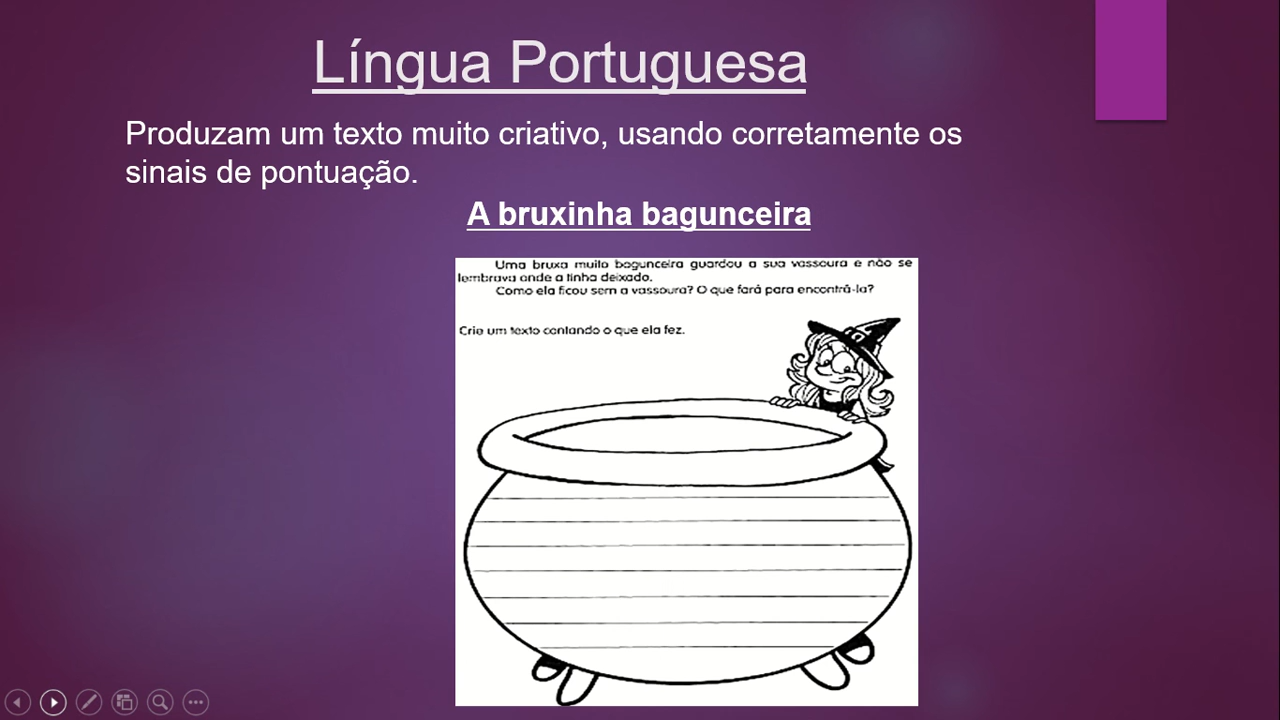 Língua Portuguesa
Produzam um texto muito criativo, usando corretamente os
sinais de pontuação.
A bruxinha bagunceira
Uma bruxa muito bagunceira guardou a sua vassoura e não se
lembrava onde a tinha deixado.
Como ela ficou sem a vassoura? O que fará para encontrá-la?
Crie um texto contando o que ela fez.